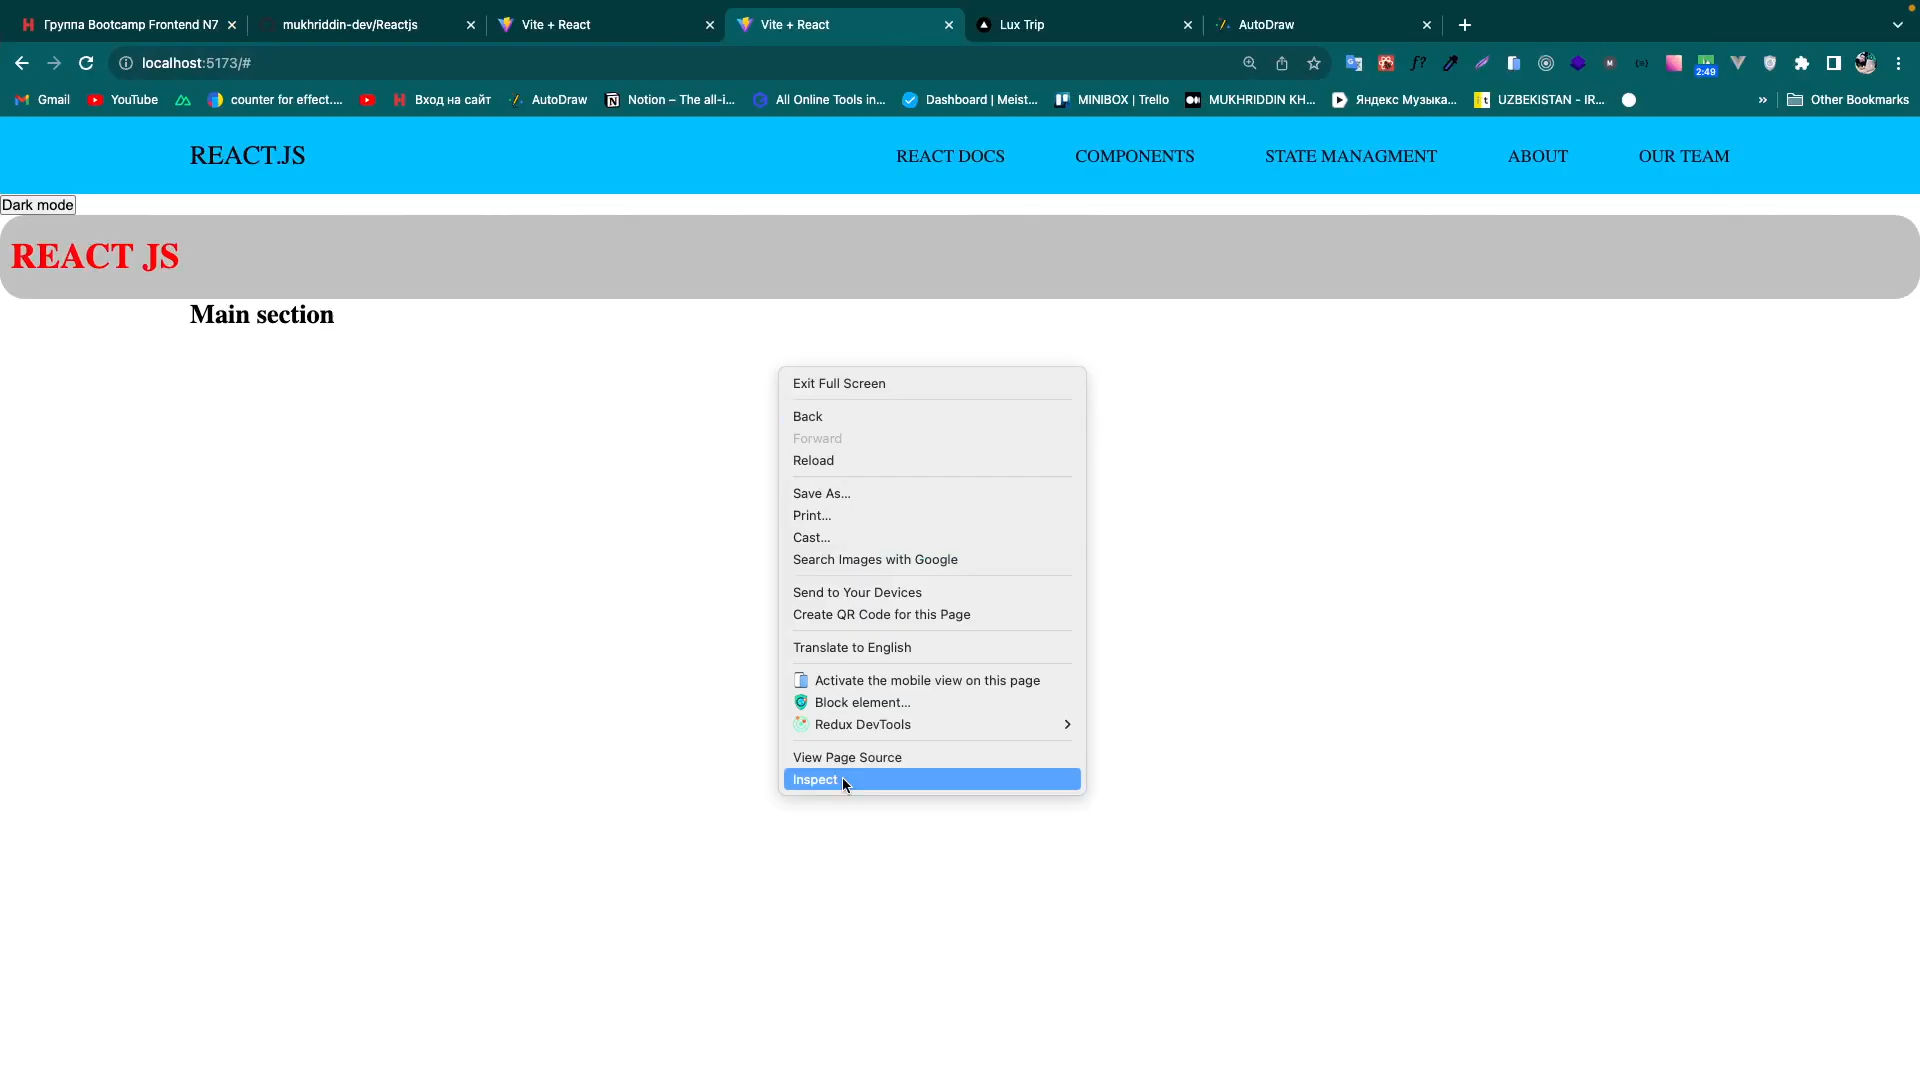 Группа Bootcamp Frontend N7
mukhriddin-dev/Reactjs
Vite + React
Vite + React
Lux Trip
AutoDraw
localhost:5173/#
f?
2:49
Gmail
YouTube
counter for effect....
Вход на сайт
AutoDraw
Notion – The all-i...
All Online Tools in...
Dashboard | Meist...
MINIBOX | Trello
MUKHRIDDIN KH...
Яндекс Музыка...
UZBEKISTAN - IR...
»
Other Bookmarks
REACT.JS
REACT DOCS
COMPONENTS
STATE MANAGMENT
ABOUT
OUR TEAM
Dark mode
REACT JS
Main section
Exit Full Screen
Back
Forward
Reload
Save As...
Print...
Cast...
Search Images with Google
Send to Your Devices
Create QR Code for this Page
Translate to English
Activate the mobile view on this page
Block element...
Redux DevTools
View Page Source
Inspect